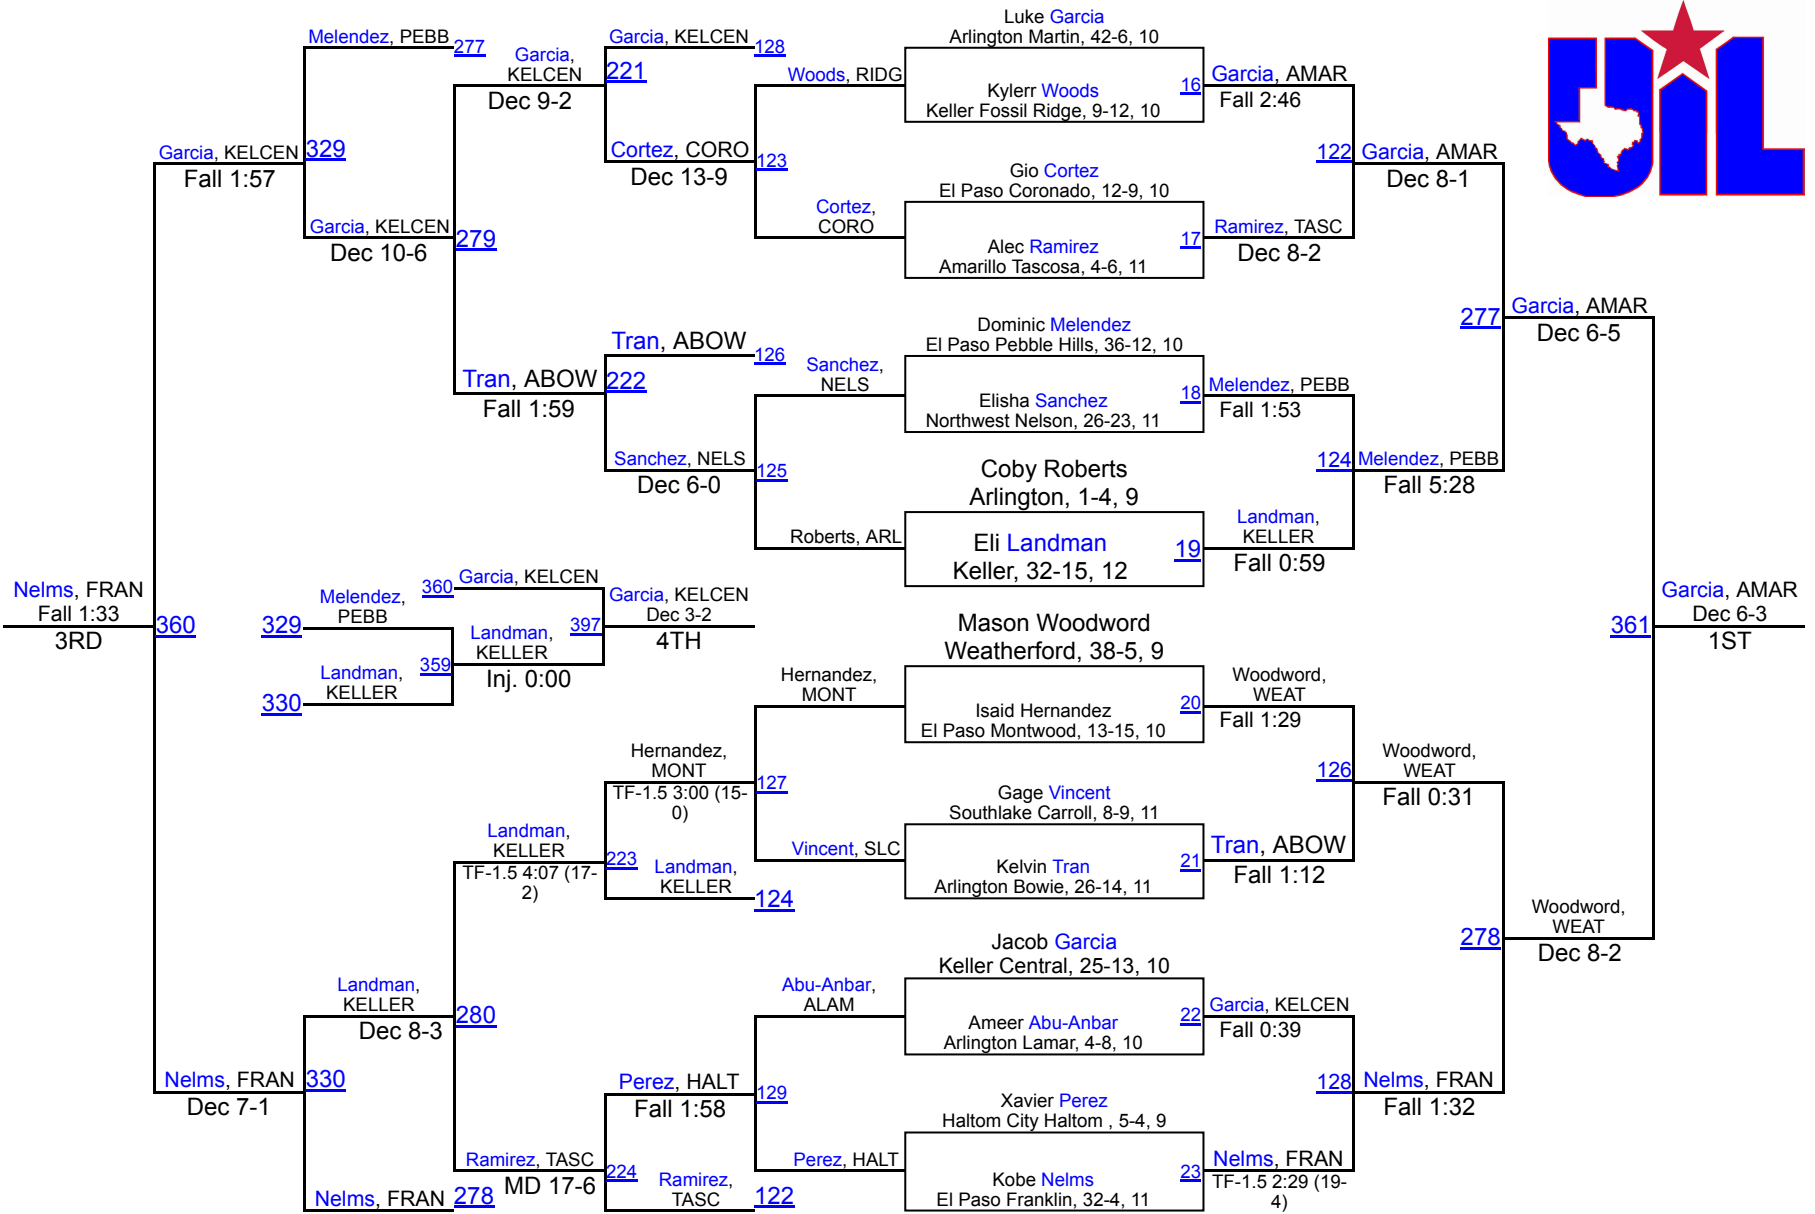 Luke Garcia
Arlington Martin, 42-6, 10
Kylerr Woods
Keller Fossil Ridge, 9-12, 10
Gio Cortez
El Paso Coronado, 12-9, 10
Alec Ramirez
Amarillo Tascosa, 4-6, 11
Dominic Melendez
El Paso Pebble Hills, 36-12, 10
Elisha Sanchez
Northwest Nelson, 26-23, 11
Coby Roberts
Arlington, 1-4, 9
Eli Landman
Keller, 32-15, 12
Mason Woodword
Weatherford, 38-5, 9
Isaid Hernandez
El Paso Montwood, 13-15, 10
Gage Vincent
Southlake Carroll, 8-9, 11
Kelvin Tran
Arlington Bowie, 26-14, 11
Jacob Garcia
Keller Central, 25-13, 10
Ameer Abu-Anbar
Arlington Lamar, 4-8, 10
Xavier Perez
Haltom City Haltom , 5-4, 9
Kobe Nelms
El Paso Franklin, 32-4, 11
16
Garcia, AMAR
Fall 2:46
17
Ramirez, TASC
Dec 8-2
18
Melendez, PEBB
Fall 1:53
19
Landman,
KELLER
Fall 0:59
20
Woodword,
WEAT
Fall 1:29
21
Tran, ABOW
Fall 1:12
22
Garcia, KELCEN
Fall 0:39
23
Nelms, FRAN
TF-1.5 2:29 (19-
4)
122
Garcia, AMAR
Dec 8-1
124
Melendez, PEBB
Fall 5:28
126
Woodword,
WEAT
Fall 0:31
128
Nelms, FRAN
Fall 1:32
277
Garcia, AMAR
Dec 6-5
278
Woodword,
WEAT
Dec 8-2
361
Garcia, AMAR
Dec 6-3
1ST
UIL
Woods, RIDG
Cortez,
CORO
Sanchez,
NELS
Roberts, ARL
Hernandez,
MONT
Vincent, SLC
Abu-Anbar,
ALAM
Perez, HALT
Garcia, KELCEN
128
Cortez, CORO
123
Dec 13-9
Tran, ABOW
126
Sanchez, NELS
125
Dec 6-0
Hernandez,
MONT
127
TF-1.5 3:00 (15-
0)
Landman,
KELLER
124
Perez, HALT
129
Fall 1:58
Ramirez,
TASC
122
Garcia,
KELCEN
221
Dec 9-2
Tran, ABOW
222
Fall 1:59
Landman,
KELLER
223
TF-1.5 4:07 (17-
2)
Ramirez, TASC
224
MD 17-6
Melendez, PEBB
277
Garcia, KELCEN
279
Dec 10-6
Landman,
KELLER
280
Dec 8-3
Nelms, FRAN
278
Garcia, KELCEN
329
Fall 1:57
Nelms, FRAN
330
Dec 7-1
Nelms, FRAN
Fall 1:33
360
3RD
329
Melendez,
PEBB
330
Landman,
KELLER
359
360
Garcia, KELCEN
Landman,
KELLER
397
Inj. 0:00
Garcia, KELCEN
Dec 3-2
4TH